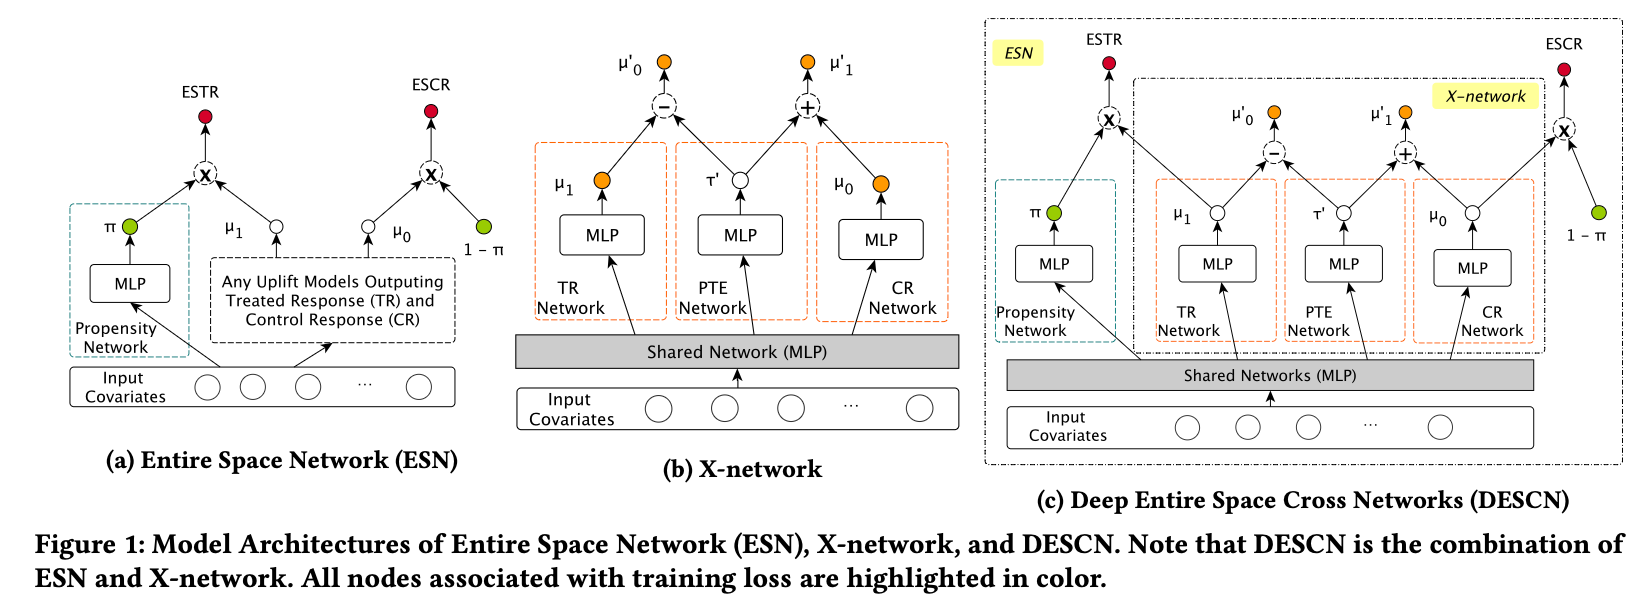 ESTR
ESCR
x
x
π
μ1
μ0
1 - π
MLP
Any Uplift Models Outputing
Treated Response (TR) and
Control Response (CR)
Propensity
Network
Input
Covariates
...
(a) Entire Space Network (ESN)
μ'0
μ'1
−
+
μ1
τ'
μ0
MLP
MLP
MLP
TR
Network
PTE
Network
CR
Network
Shared Network (MLP)
Input
Covariates
...
(b) X-network
ESN
ESTR
ESCR
X-network
x
μ'0
μ'1
x
−
+
π
μ1
τ'
μ0
1 - π
MLP
MLP
MLP
MLP
Propensity
Network
TR
Network
PTE
Network
CR
Network
Shared Networks (MLP)
Input
Covariates
...
(c) Deep Entire Space Cross Networks (DESCN)
Figure 1: Model Architectures of Entire Space Network (ESN), X-network, and DESCN. Note that DESCN is the combination of
ESN and X-network. All nodes associated with training loss are highlighted in color.